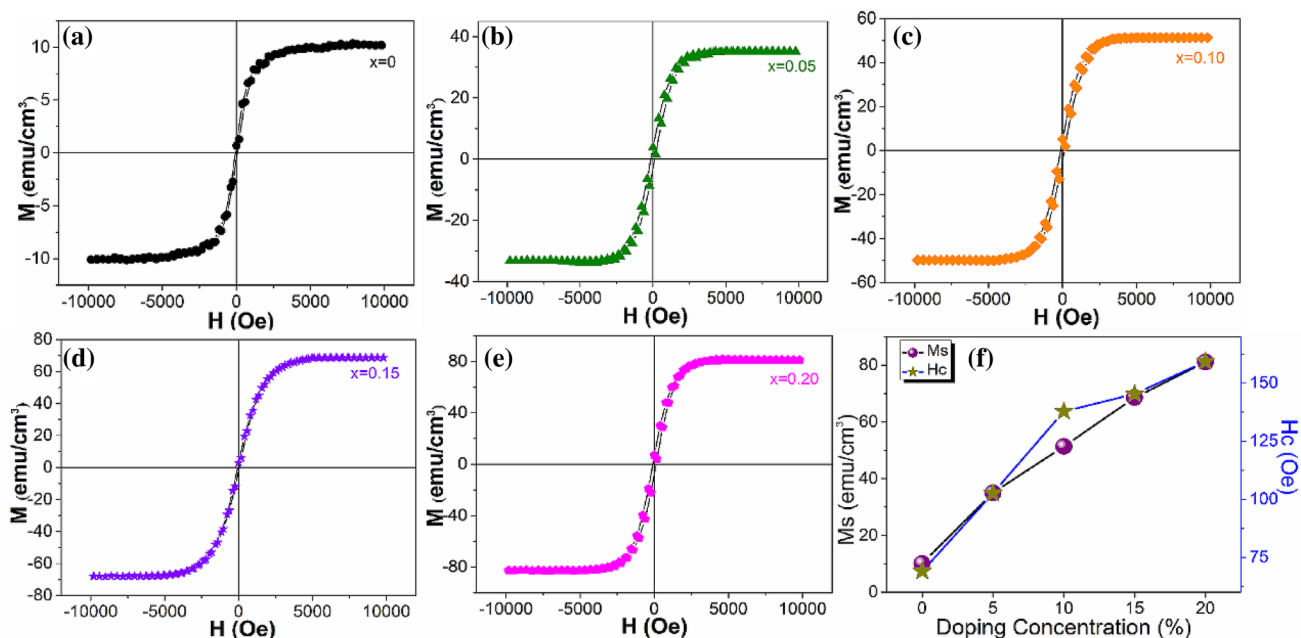 (a)
x=0
M (emu/cm³)
10
5
0
-5
-10
-10000 -5000 0 5000 10000
H (Oe)
(b)
x=0.05
M (emu/cm³)
40
20
0
-20
-40
-10000 -5000 0 5000 10000
H (Oe)
(c)
x=0.10
M (emu/cm³)
60
40
20
0
-20
-40
-60
-10000 -5000 0 5000 10000
H (Oe)
(d)
x=0.15
M (emu/cm³)
80
60
40
20
0
-20
-40
-60
-80
-10000 -5000 0 5000 10000
H (Oe)
(e)
x=0.20
M (emu/cm³)
80
40
0
-40
-80
-10000 -5000 0 5000 10000
H (Oe)
(f)
Ms
Hc
Ms (emu/cm³)
80
60
40
20
0
0 5 10 15 20
Doping Concentration (%)
150
125
100
75
Hc (Oe)